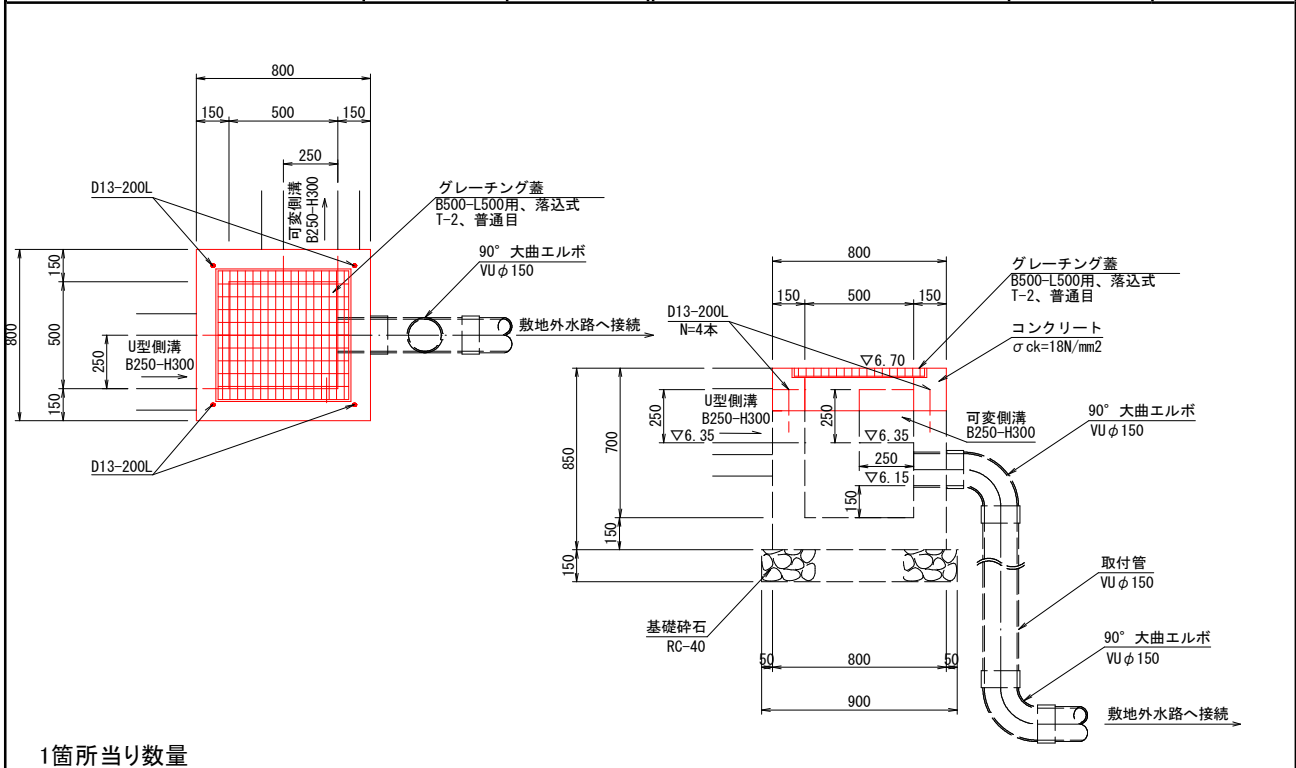 800
150
500
150
250
D13-200L
可変側溝
B250-H300
グレーチング蓋
B500-L500用、落込式
T-2、普通目
90° 大曲エルボ
VUφ150
800
150
500
250
150
U型側溝
B250-H300
敷地外水路へ接続
D13-200L
800
150
500
150
グレーチング蓋
B500-L500用、落込式
T-2、普通目
D13-200L
N=4本
コンクリート
σck=18N/mm2
▽6.70
U型側溝
B250-H300
250
▽6.35
250
▽6.35
可変側溝
B250-H300
90° 大曲エルボ
VUφ150
850
700
250
▽6.15
150
150
150
取付管
VUφ150
基礎砕石
RC-40
90° 大曲エルボ
VUφ150
50
800
50
900
敷地外水路へ接続
1箇所当り数量